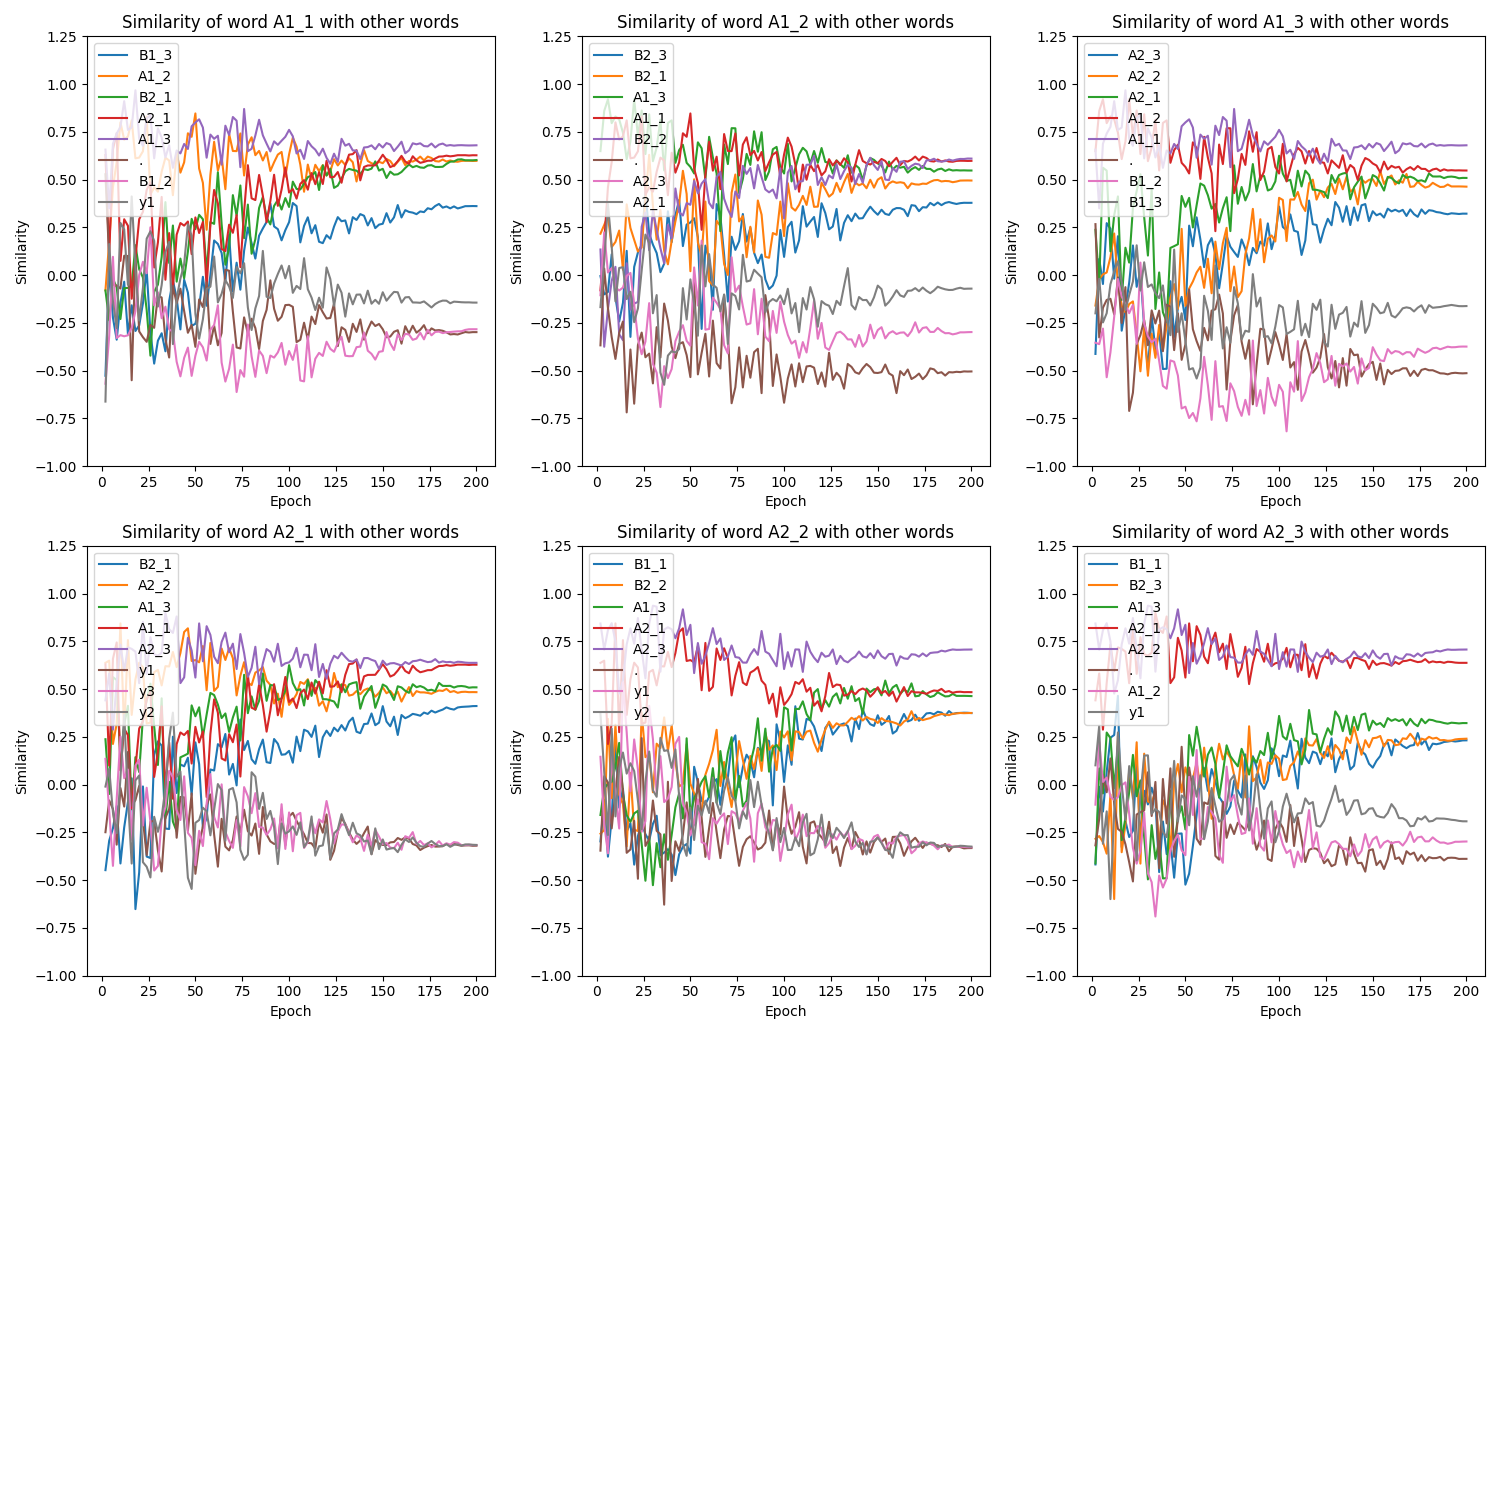 Similarity of word A1_1 with other words
Similarity
1.25
1.00
0.75
0.50
0.25
0.00
−0.25
−0.50
−0.75
−1.00
B1_3
A1_2
B2_1
A2_1
A1_3
.
B1_2
y1
0 25 50 75 100 125 150 175 200
Epoch
Similarity of word A1_2 with other words
Similarity
1.25
1.00
0.75
0.50
0.25
0.00
−0.25
−0.50
−0.75
−1.00
B2_3
B2_1
A1_3
A1_1
B2_2
.
A2_3
A2_1
0 25 50 75 100 125 150 175 200
Epoch
Similarity of word A1_3 with other words
Similarity
1.25
1.00
0.75
0.50
0.25
0.00
−0.25
−0.50
−0.75
−1.00
A2_3
A2_2
A2_1
A1_2
A1_1
.
B1_2
B1_3
0 25 50 75 100 125 150 175 200
Epoch
Similarity of word A2_1 with other words
Similarity
1.25
1.00
0.75
0.50
0.25
0.00
−0.25
−0.50
−0.75
−1.00
B2_1
A2_2
A1_3
A1_1
A2_3
y1
y3
y2
0 25 50 75 100 125 150 175 200
Epoch
Similarity of word A2_2 with other words
Similarity
1.25
1.00
0.75
0.50
0.25
0.00
−0.25
−0.50
−0.75
−1.00
B1_1
B2_2
A1_3
A2_1
A2_3
.
y1
y2
0 25 50 75 100 125 150 175 200
Epoch
Similarity of word A2_3 with other words
Similarity
1.25
1.00
0.75
0.50
0.25
0.00
−0.25
−0.50
−0.75
−1.00
B1_1
B2_3
A1_3
A2_1
A2_2
.
A1_2
y1
0 25 50 75 100 125 150 175 200
Epoch